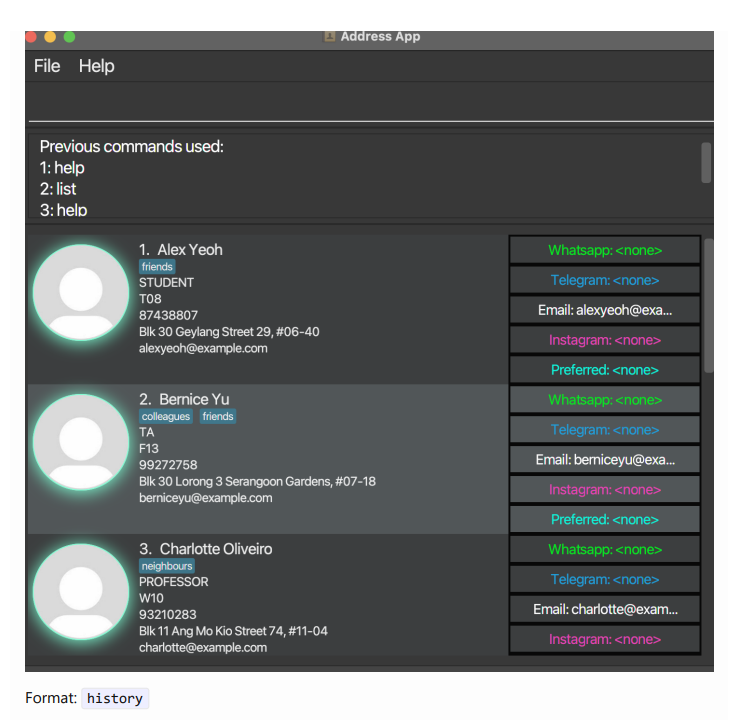 Address App
File Help
Previous commands used:
1: help
2: list
3: help
1. Alex Yeoh
friends
STUDENT
T08
87438807
Blk 30 Geylang Street 29, #06-40
alexyeoh@example.com
Whatsapp: <none>
Telegram: <none>
Email: alexyeoh@exa...
Instagram: <none>
Preferred: <none>
2. Bernice Yu
colleagues friends
TA
F13
99272758
Blk 30 Lorong 3 Serangoon Gardens, #07-18
berniceyu@example.com
Whatsapp: <none>
Telegram: <none>
Email: berniceyu@exa...
Instagram: <none>
Preferred: <none>
3. Charlotte Oliveiro
neighbours
PROFESSOR
W10
93210283
Blk 11 Ang Mo Kio Street 74, #11-04
charlotte@example.com
Whatsapp: <none>
Telegram: <none>
Email: charlotte@exam...
Instagram: <none>
Format: history